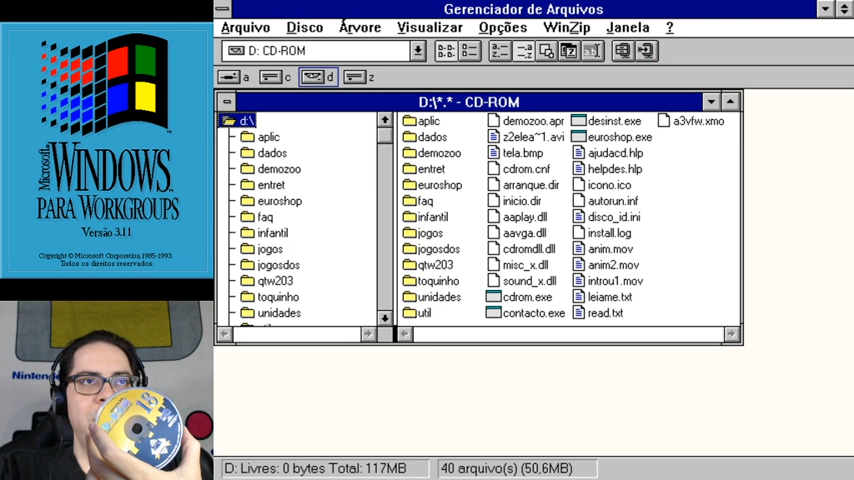 Microsoft
WINDOWS
PARA WORKGROUPS
Versão 3.11
Copyright © Microsoft Corporation 1985-1993.
Todos os direitos reservados.
Gerenciador de Arquivos
Arquivo Disco Árvore Visualizar Opções WinZip Janela ?
D: CD-ROM
a c d z
D:\*.* - CD-ROM
d:\
aplic
dados
demozoo
entret
euroshop
faq
infantil
jogos
jogosdos
qtw203
toquinho
unidades
aplic
dados
demozoo
entret
euroshop
faq
infantil
jogos
jogosdos
qtw203
toquinho
unidades
util
demozoo.apr
z2elea~1.avi
tela.bmp
cdrom.cnf
arranque.dir
inicio.dir
aaplay.dll
aavga.dll
cdromdll.dll
misc_x.dll
sound_x.dll
cdrom.exe
contacto.exe
desinst.exe
euroshop.exe
ajudacd.hlp
helpdes.hlp
icono.ico
autorun.inf
disco_id.ini
install.log
anim.mov
anim2.mov
introu1.mov
leiame.txt
read.txt
a3vfw.xmo
D: Livres: 0 bytes Total: 117MB
40 arquivo(s) (50,6MB)
Nintendo
CD-ROM
18